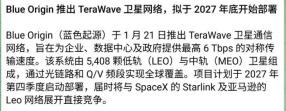 Blue Origin 推出 TeraWave 卫星网络，拟于 2027 年底开始部署
Blue Origin（蓝色起源）于 1 月 21 日推出 TeraWave 卫星通信
网络，旨在为企业、数据中心及政府提供最高 6 Tbps 的对称传
输速度。该系统由 5,408 颗低轨（LEO）与中轨（MEO）卫星组
成，通过光链路和 Q/V 频段实现全球覆盖。项目计划于 2027 年
第四季度启动部署，届时将与 SpaceX 的 Starlink 及亚马逊的
Leo 网络展开直接竞争。